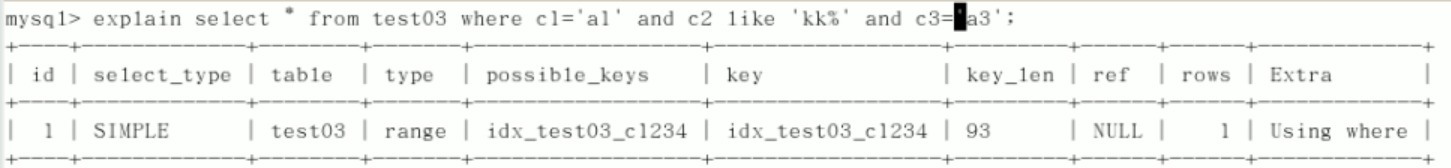 mysql> explain select * from test03 where c1='a1' and c2 like 'kk%' and c3='a3';
+----+-------------+--------+-------+-----------------+-----------------+---------+------+------+-------------+
| id | select_type | table | type | possible_keys | key | key_len | ref | rows | Extra |
+----+-------------+--------+-------+-----------------+-----------------+---------+------+------+-------------+
| 1 | SIMPLE | test03 | range | idx_test03_c1234 | idx_test03_c1234 | 93 | NULL | 1 | Using where |
+----+-------------+--------+-------+-----------------+-----------------+---------+------+------+-------------+